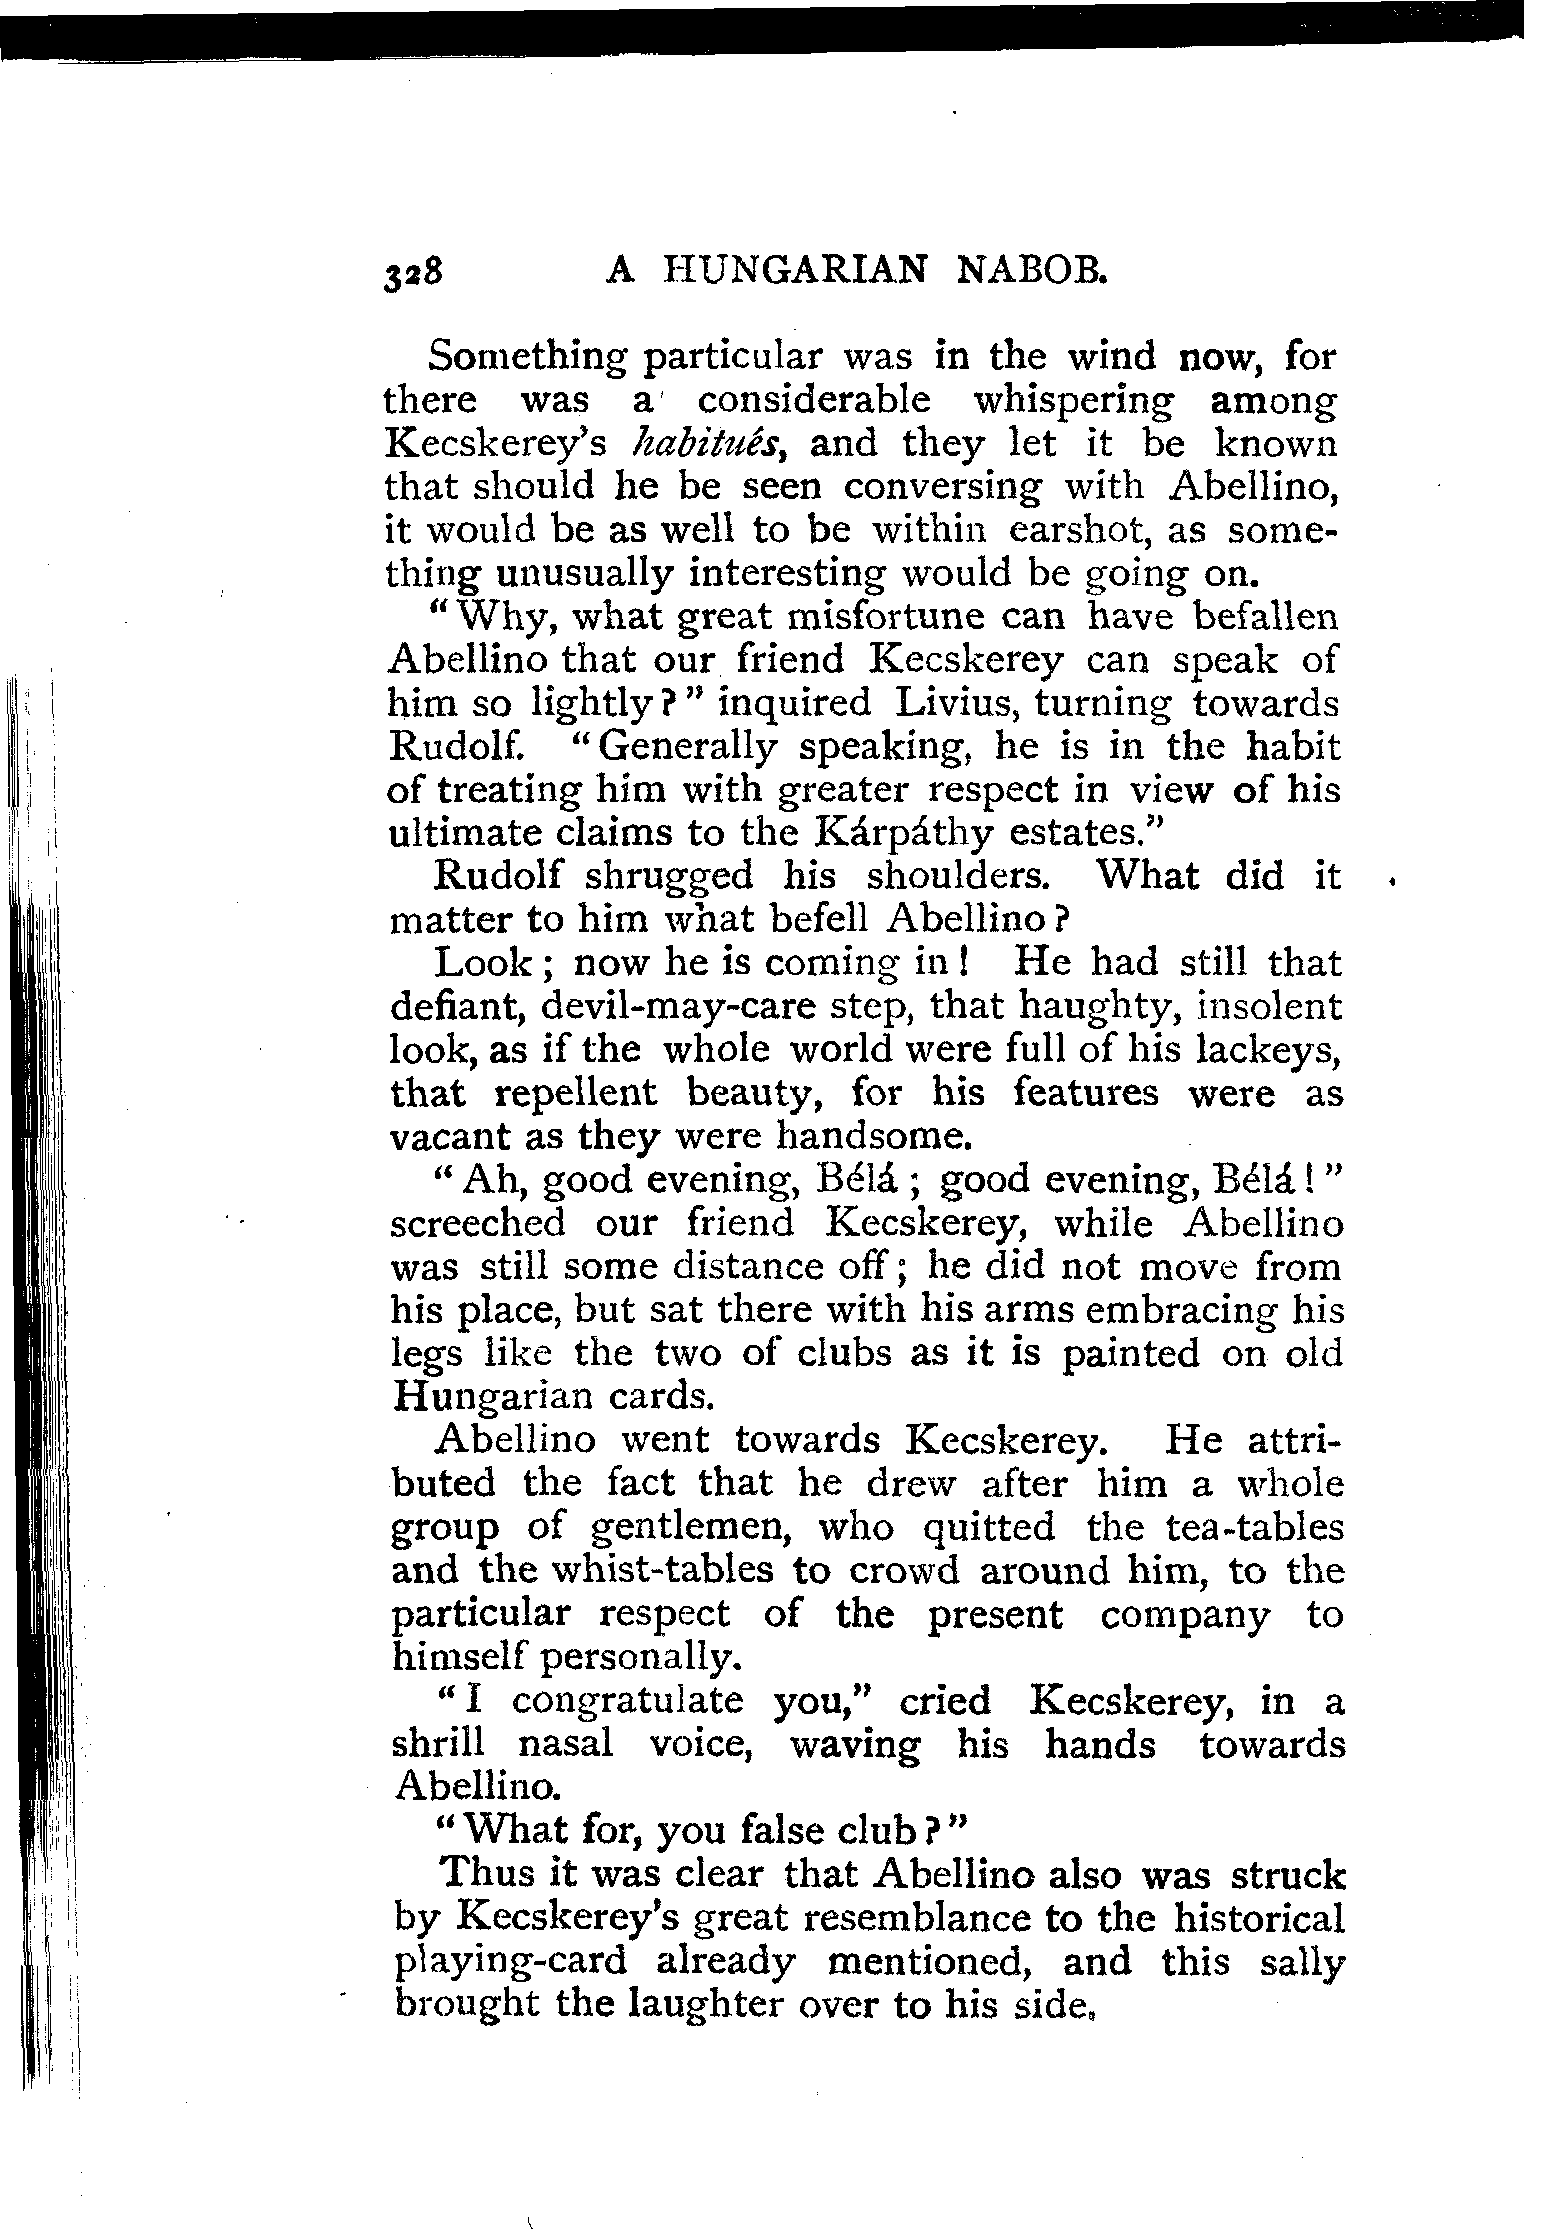 328 A HUNGARIAN NABOB.
Something particular was in the wind now, for
there was a considerable whispering among
Kecskerey's habitués, and they let it be known
that should he be seen conversing with Abellino,
it would be as well to be within earshot, as some-
thing unusually interesting would be going on.
"Why, what great misfortune can have befallen
Abellino that our friend Kecskerey can speak of
him so lightly?" inquired Livius, turning towards
Rudolf. "Generally speaking, he is in the habit
of treating him with greater respect in view of his
ultimate claims to the Kárpáthy estates."
Rudolf shrugged his shoulders. What did it
matter to him what befell Abellino?
Look; now he is coming in! He had still that
defiant, devil-may-care step, that haughty, insolent
look, as if the whole world were full of his lackeys,
that repellent beauty, for his features were as
vacant as they were handsome.
"Ah, good evening, Bélá; good evening, Bélá!"
screeched our friend Kecskerey, while Abellino
was still some distance off; he did not move from
his place, but sat there with his arms embracing his
legs like the two of clubs as it is painted on old
Hungarian cards.
Abellino went towards Kecskerey. He attri-
buted the fact that he drew after him a whole
group of gentlemen, who quitted the tea-tables
and the whist-tables to crowd around him, to the
particular respect of the present company to
himself personally.
"I congratulate you," cried Kecskerey, in a
shrill nasal voice, waving his hands towards
Abellino.
"What for, you false club?"
Thus it was clear that Abellino also was struck
by Kecskerey's great resemblance to the historical
playing-card already mentioned, and this sally
brought the laughter over to his side.